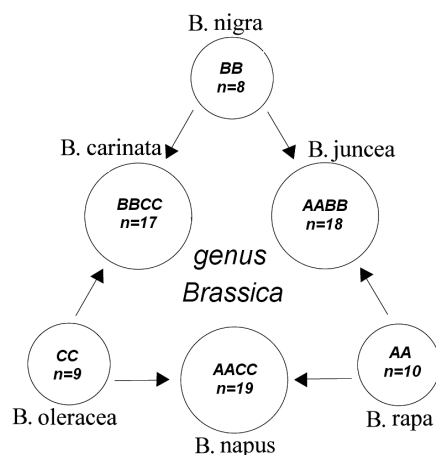 B. nigra
BB
n=8
B. carinata
B. juncea
BBCC
n=17
AABB
n=18
genus
Brassica
CC
n=9
AACC
n=19
AA
n=10
B. oleracea
B. napus
B. rapa